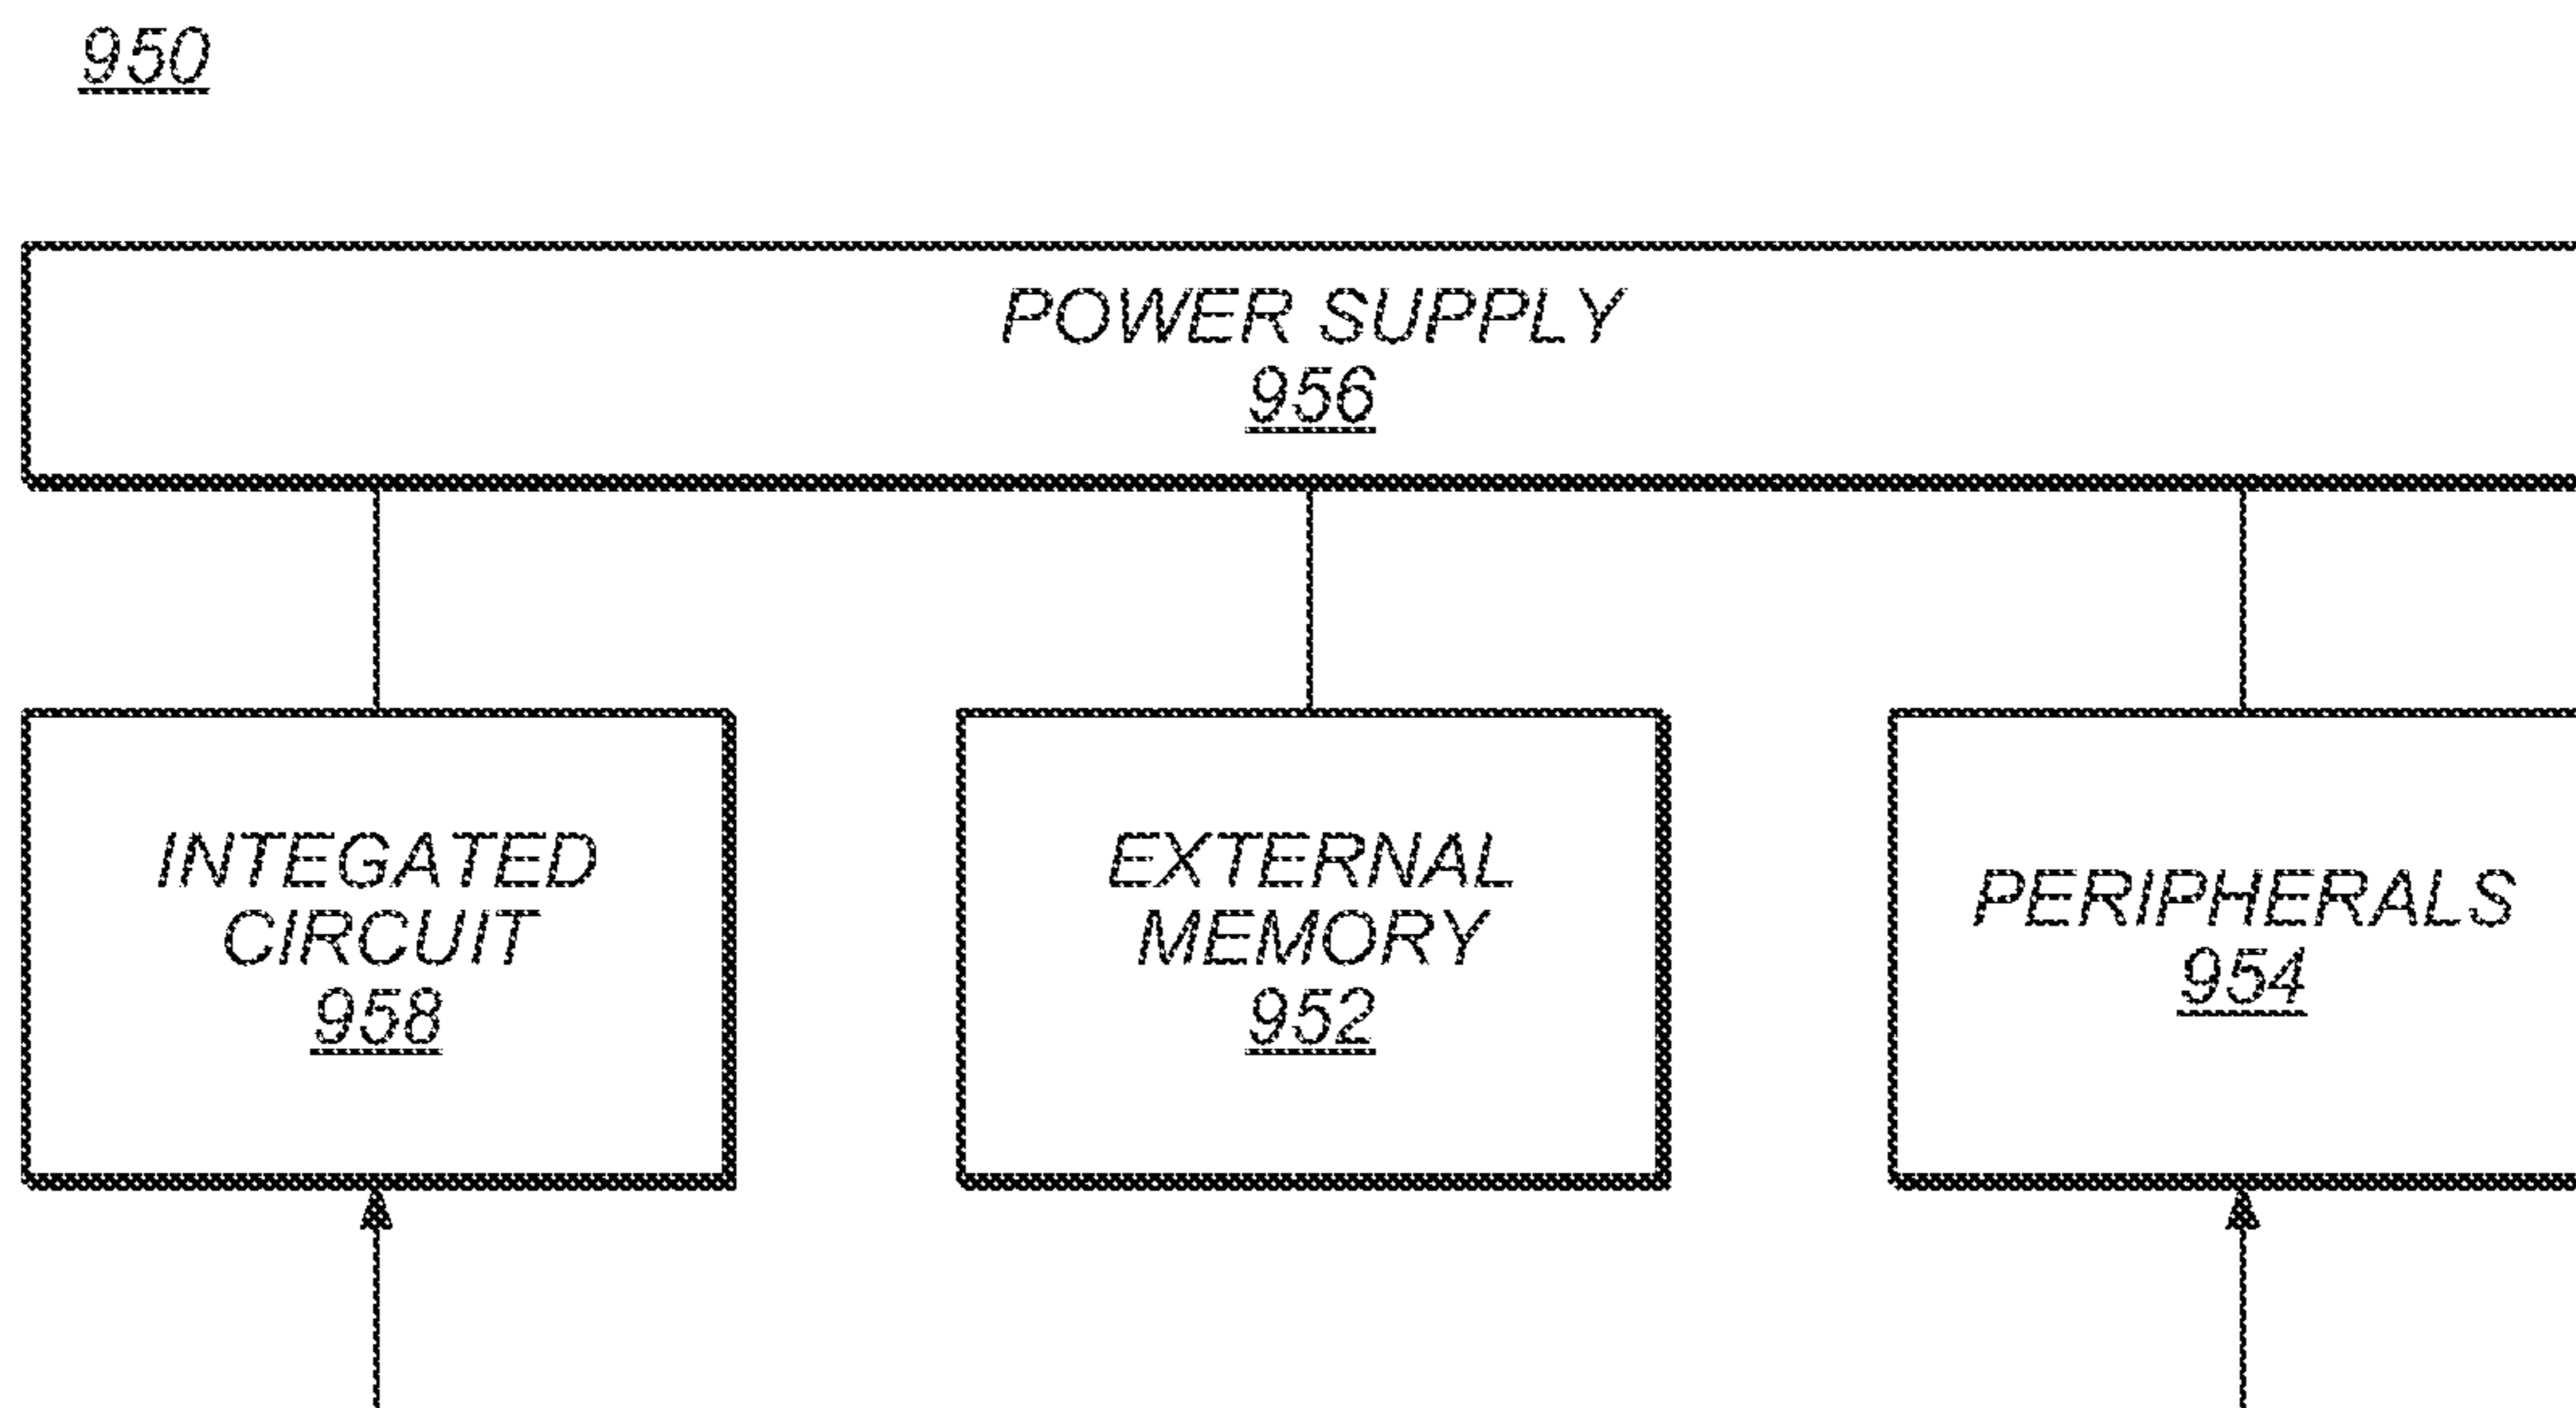 950
POWER SUPPLY
956
INTEGATED
CIRCUIT
958
EXTERNAL
MEMORY
952
PERIPHERALS
954